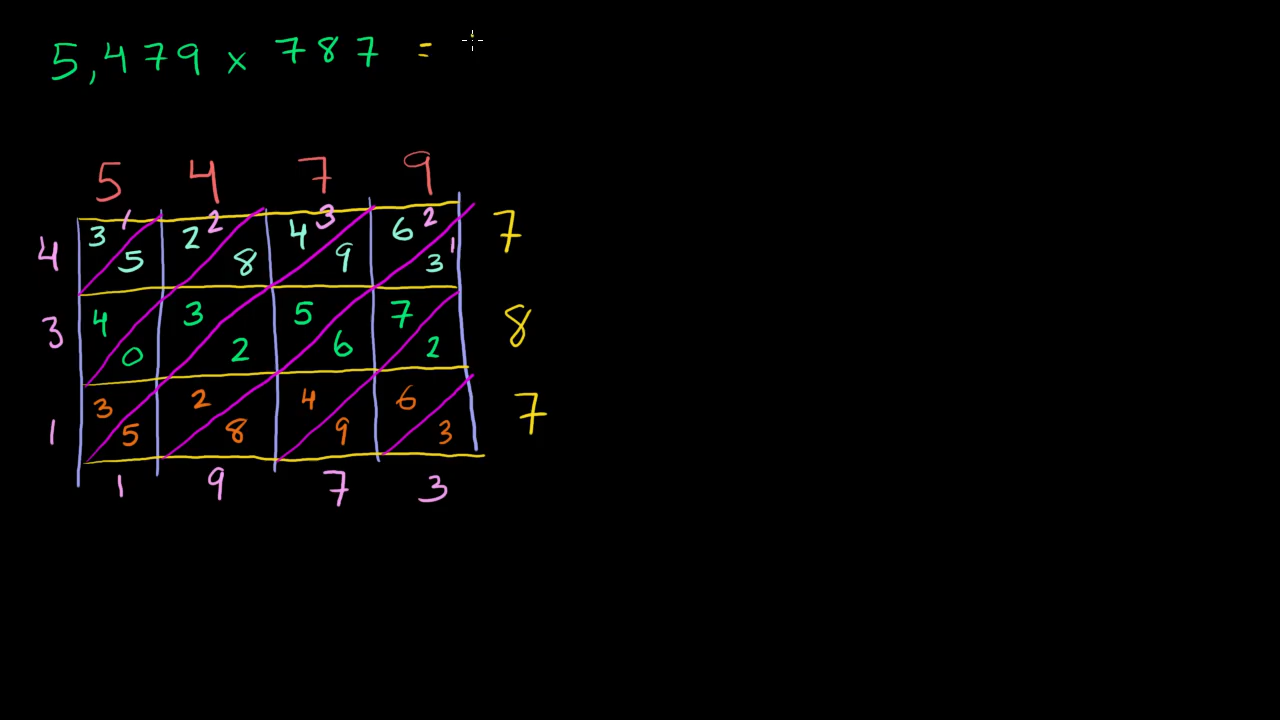 5,479 x 787 =
5 4 7 9
1 2 3 2
4 3 2 4 6 7
5 8 9 3 1
3 4 3 5 7 8
0 2 6 2
3 2 4 6 7
1 5 8 9 3
1 9 7 3